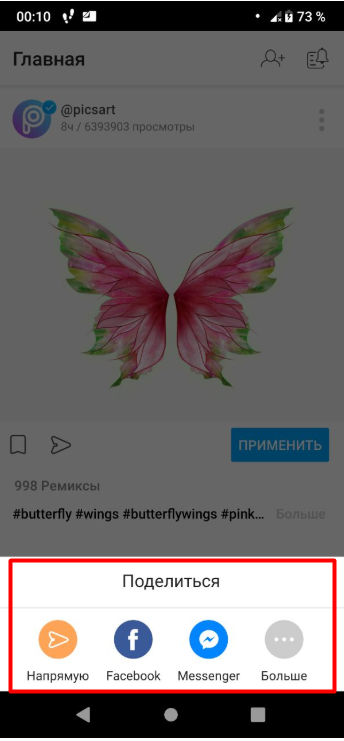 00:10 73 %
Главная
@picsart
8ч / 6393903 просмотры
ПРИМЕНИТЬ
998 Ремиксы
#butterfly #wings #butterflywings #pink... Больше
Поделиться
Напрямую Facebook Messenger Больше